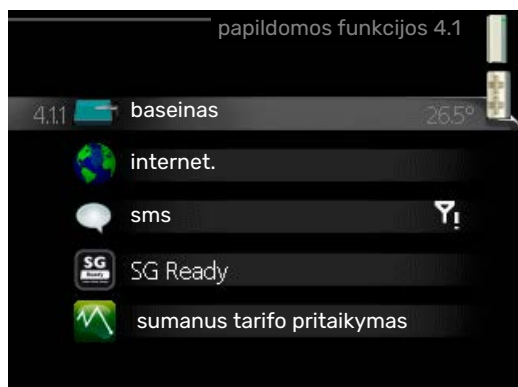 papildomos funkcijos 4.1
4.1.1 baseinas 26.5°
internet.
sms
SG Ready SG Ready
sumanus tarifo pritaikymas